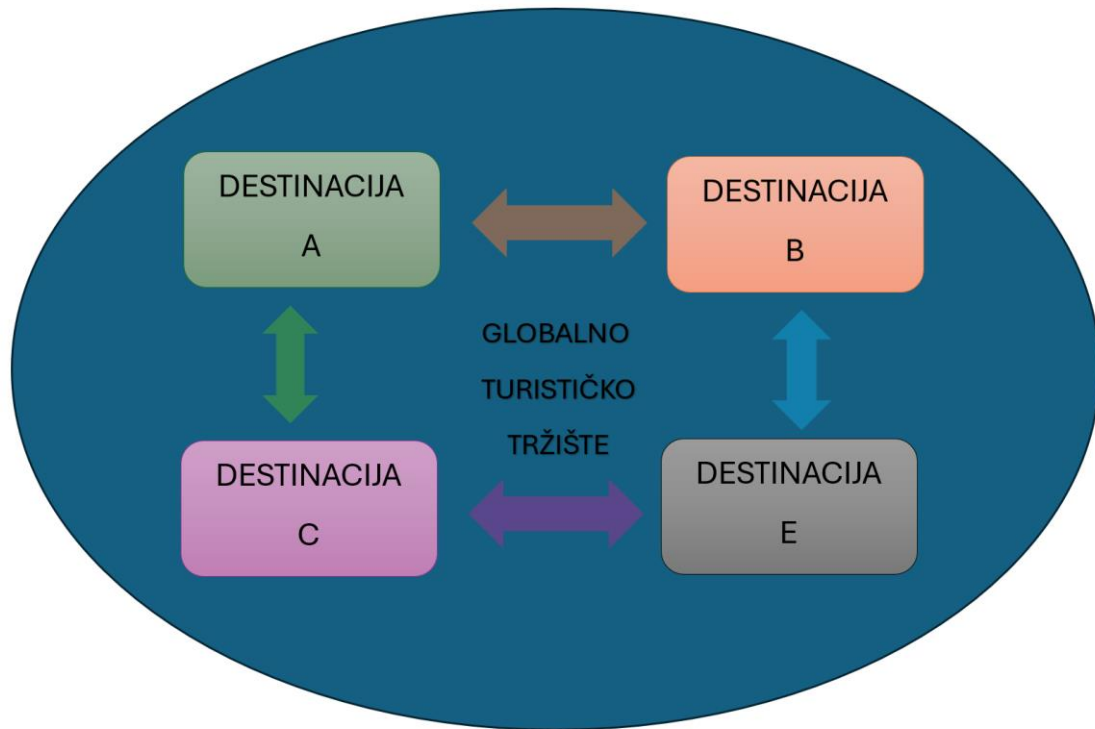 DESTINACIJA
A
DESTINACIJA
B
GLOBALNO
TURISTIČKO
TRŽIŠTE
DESTINACIJA
C
DESTINACIJA
E